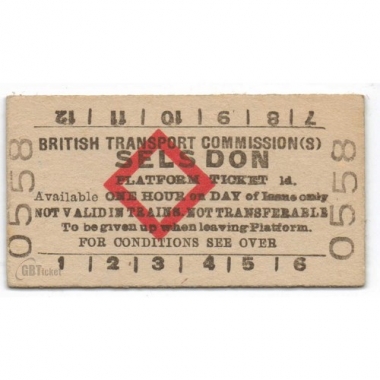 7 | 8 | 9 | 10 | 11 | 12
BRITISH TRANSPORT COMMISSION(S)
SELSDON
PLATFORM TICKET 1d.
Available ONE HOUR on DAY of Issue only
NOT VALID IN TRAINS. NOT TRANSFERABLE
To be given up when leaving Platform.
FOR CONDITIONS SEE OVER
1 | 2 | 3 | 4 | 5 | 6
0558
0558
GBTicket